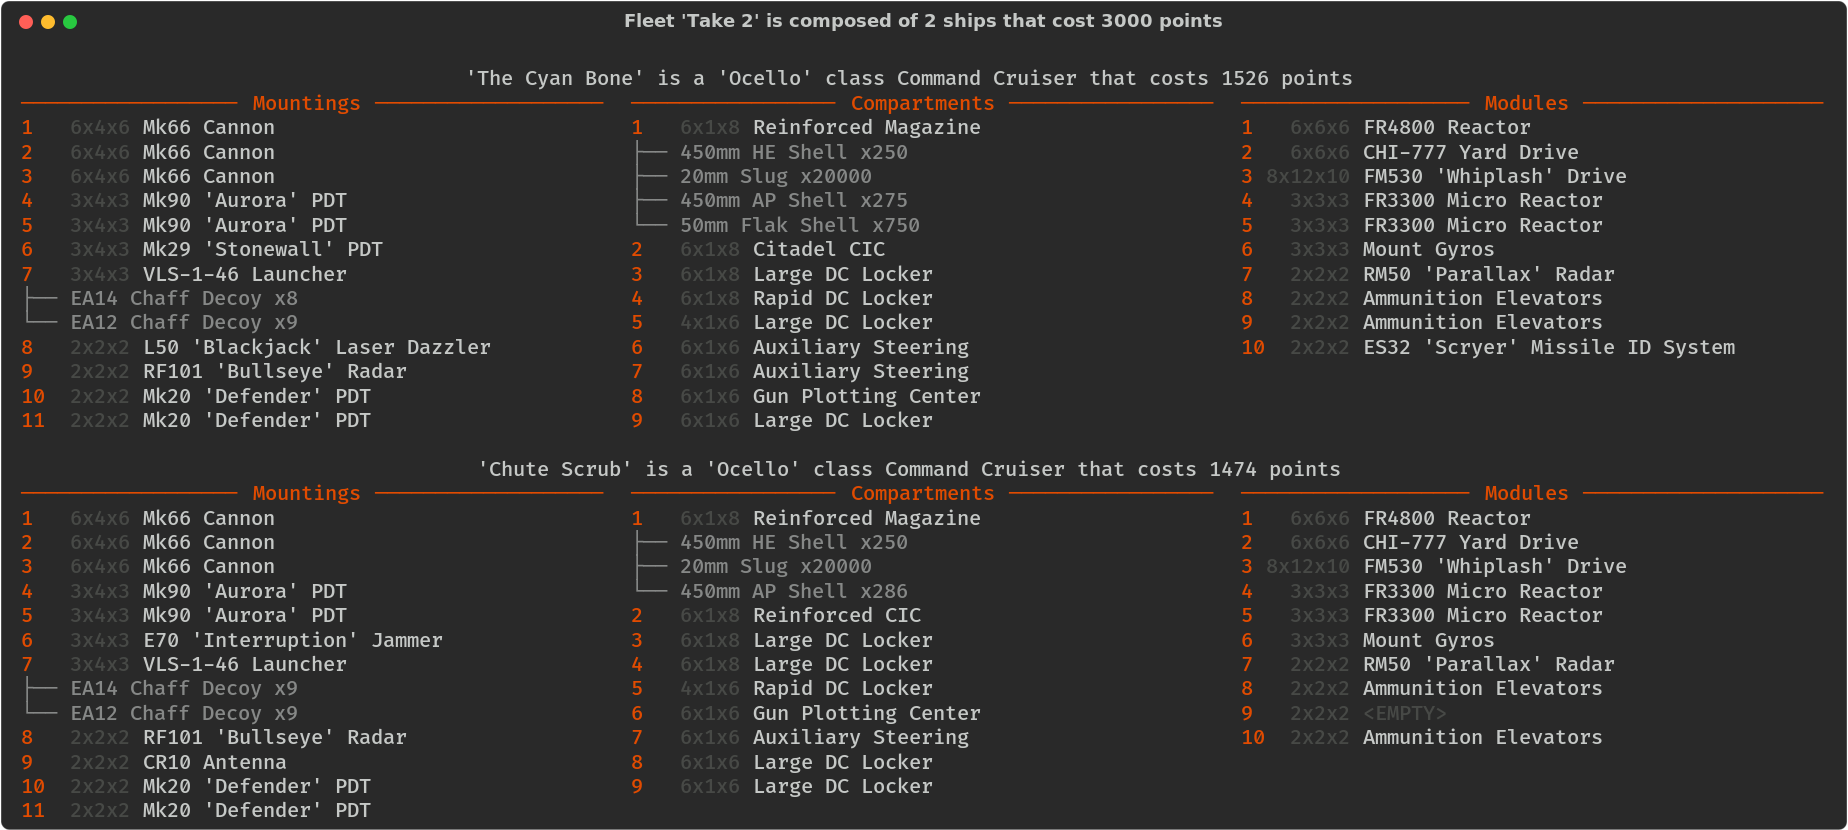 Fleet 'Take 2' is composed of 2 ships that cost 3000 points
'The Cyan Bone' is a 'Ocello' class Command Cruiser that costs 1526 points
Mountings
1 6x4x6 Mk66 Cannon
2 6x4x6 Mk66 Cannon
3 6x4x6 Mk66 Cannon
4 3x4x3 Mk90 'Aurora' PDT
5 3x4x3 Mk90 'Aurora' PDT
6 3x4x3 Mk29 'Stonewall' PDT
7 3x4x3 VLS-1-46 Launcher
├── EA14 Chaff Decoy x8
└── EA12 Chaff Decoy x9
8 2x2x2 L50 'Blackjack' Laser Dazzler
9 2x2x2 RF101 'Bullseye' Radar
10 2x2x2 Mk20 'Defender' PDT
11 2x2x2 Mk20 'Defender' PDT
Compartments
1 6x1x8 Reinforced Magazine
├── 450mm HE Shell x250
├── 20mm Slug x20000
├── 450mm AP Shell x275
└── 50mm Flak Shell x750
2 6x1x8 Citadel CIC
3 6x1x8 Large DC Locker
4 6x1x8 Rapid DC Locker
5 4x1x6 Large DC Locker
6 6x1x6 Auxiliary Steering
7 6x1x6 Auxiliary Steering
8 6x1x6 Gun Plotting Center
9 6x1x6 Large DC Locker
Modules
1 6x6x6 FR4800 Reactor
2 6x6x6 CHI-777 Yard Drive
3 8x12x10 FM530 'Whiplash' Drive
4 3x3x3 FR3300 Micro Reactor
5 3x3x3 FR3300 Micro Reactor
6 3x3x3 Mount Gyros
7 2x2x2 RM50 'Parallax' Radar
8 2x2x2 Ammunition Elevators
9 2x2x2 Ammunition Elevators
10 2x2x2 ES32 'Scryer' Missile ID System
'Chute Scrub' is a 'Ocello' class Command Cruiser that costs 1474 points
Mountings
1 6x4x6 Mk66 Cannon
2 6x4x6 Mk66 Cannon
3 6x4x6 Mk66 Cannon
4 3x4x3 Mk90 'Aurora' PDT
5 3x4x3 Mk90 'Aurora' PDT
6 3x4x3 E70 'Interruption' Jammer
7 3x4x3 VLS-1-46 Launcher
├── EA14 Chaff Decoy x9
└── EA12 Chaff Decoy x9
8 2x2x2 RF101 'Bullseye' Radar
9 2x2x2 CR10 Antenna
10 2x2x2 Mk20 'Defender' PDT
11 2x2x2 Mk20 'Defender' PDT
Compartments
1 6x1x8 Reinforced Magazine
├── 450mm HE Shell x250
├── 20mm Slug x20000
└── 450mm AP Shell x286
2 6x1x8 Reinforced CIC
3 6x1x8 Large DC Locker
4 6x1x8 Large DC Locker
5 4x1x6 Rapid DC Locker
6 6x1x6 Gun Plotting Center
7 6x1x6 Auxiliary Steering
8 6x1x6 Large DC Locker
9 6x1x6 Large DC Locker
Modules
1 6x6x6 FR4800 Reactor
2 6x6x6 CHI-777 Yard Drive
3 8x12x10 FM530 'Whiplash' Drive
4 3x3x3 FR3300 Micro Reactor
5 3x3x3 FR3300 Micro Reactor
6 3x3x3 Mount Gyros
7 2x2x2 RM50 'Parallax' Radar
8 2x2x2 Ammunition Elevators
9 2x2x2 <EMPTY>
10 2x2x2 Ammunition Elevators